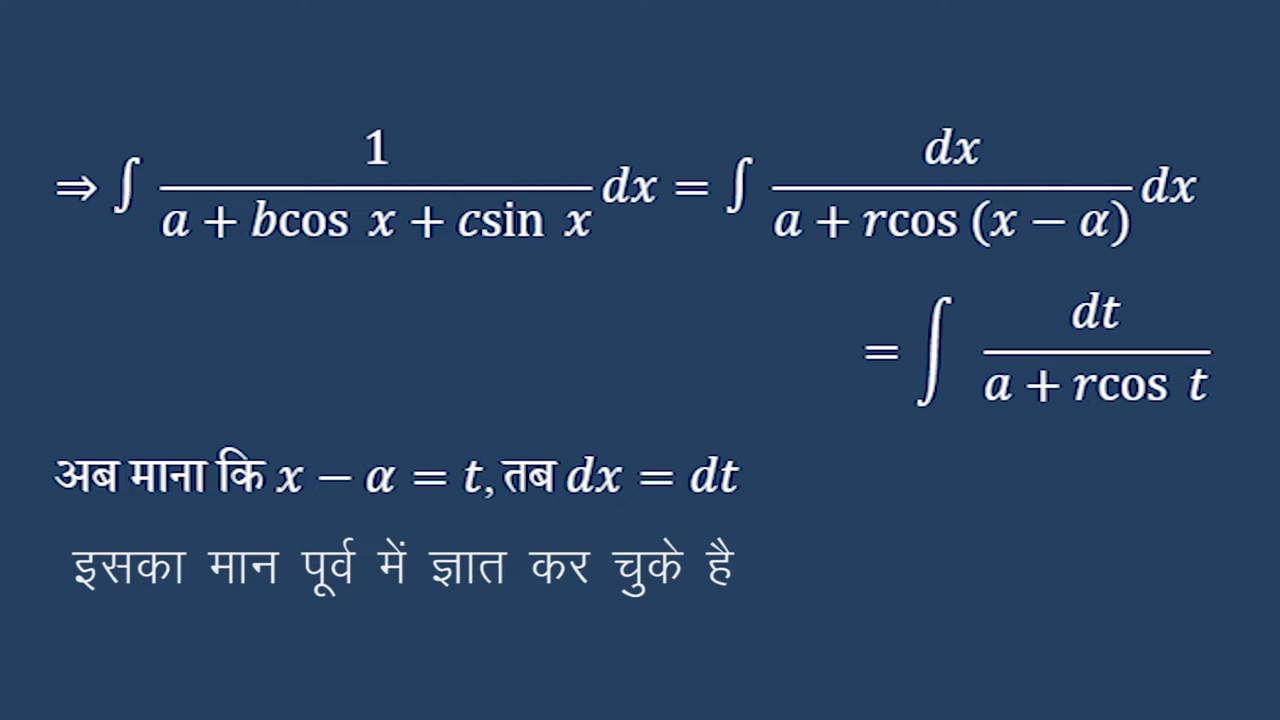 ⇒ ∫ 1/(a + bcos x + csin x) dx = ∫ dx/(a + rcos (x − α)) dx
= ∫ dt/(a + rcos t)
अब माना कि x − α = t, तब dx = dt
इसका मान पूर्व में ज्ञात कर चुके है